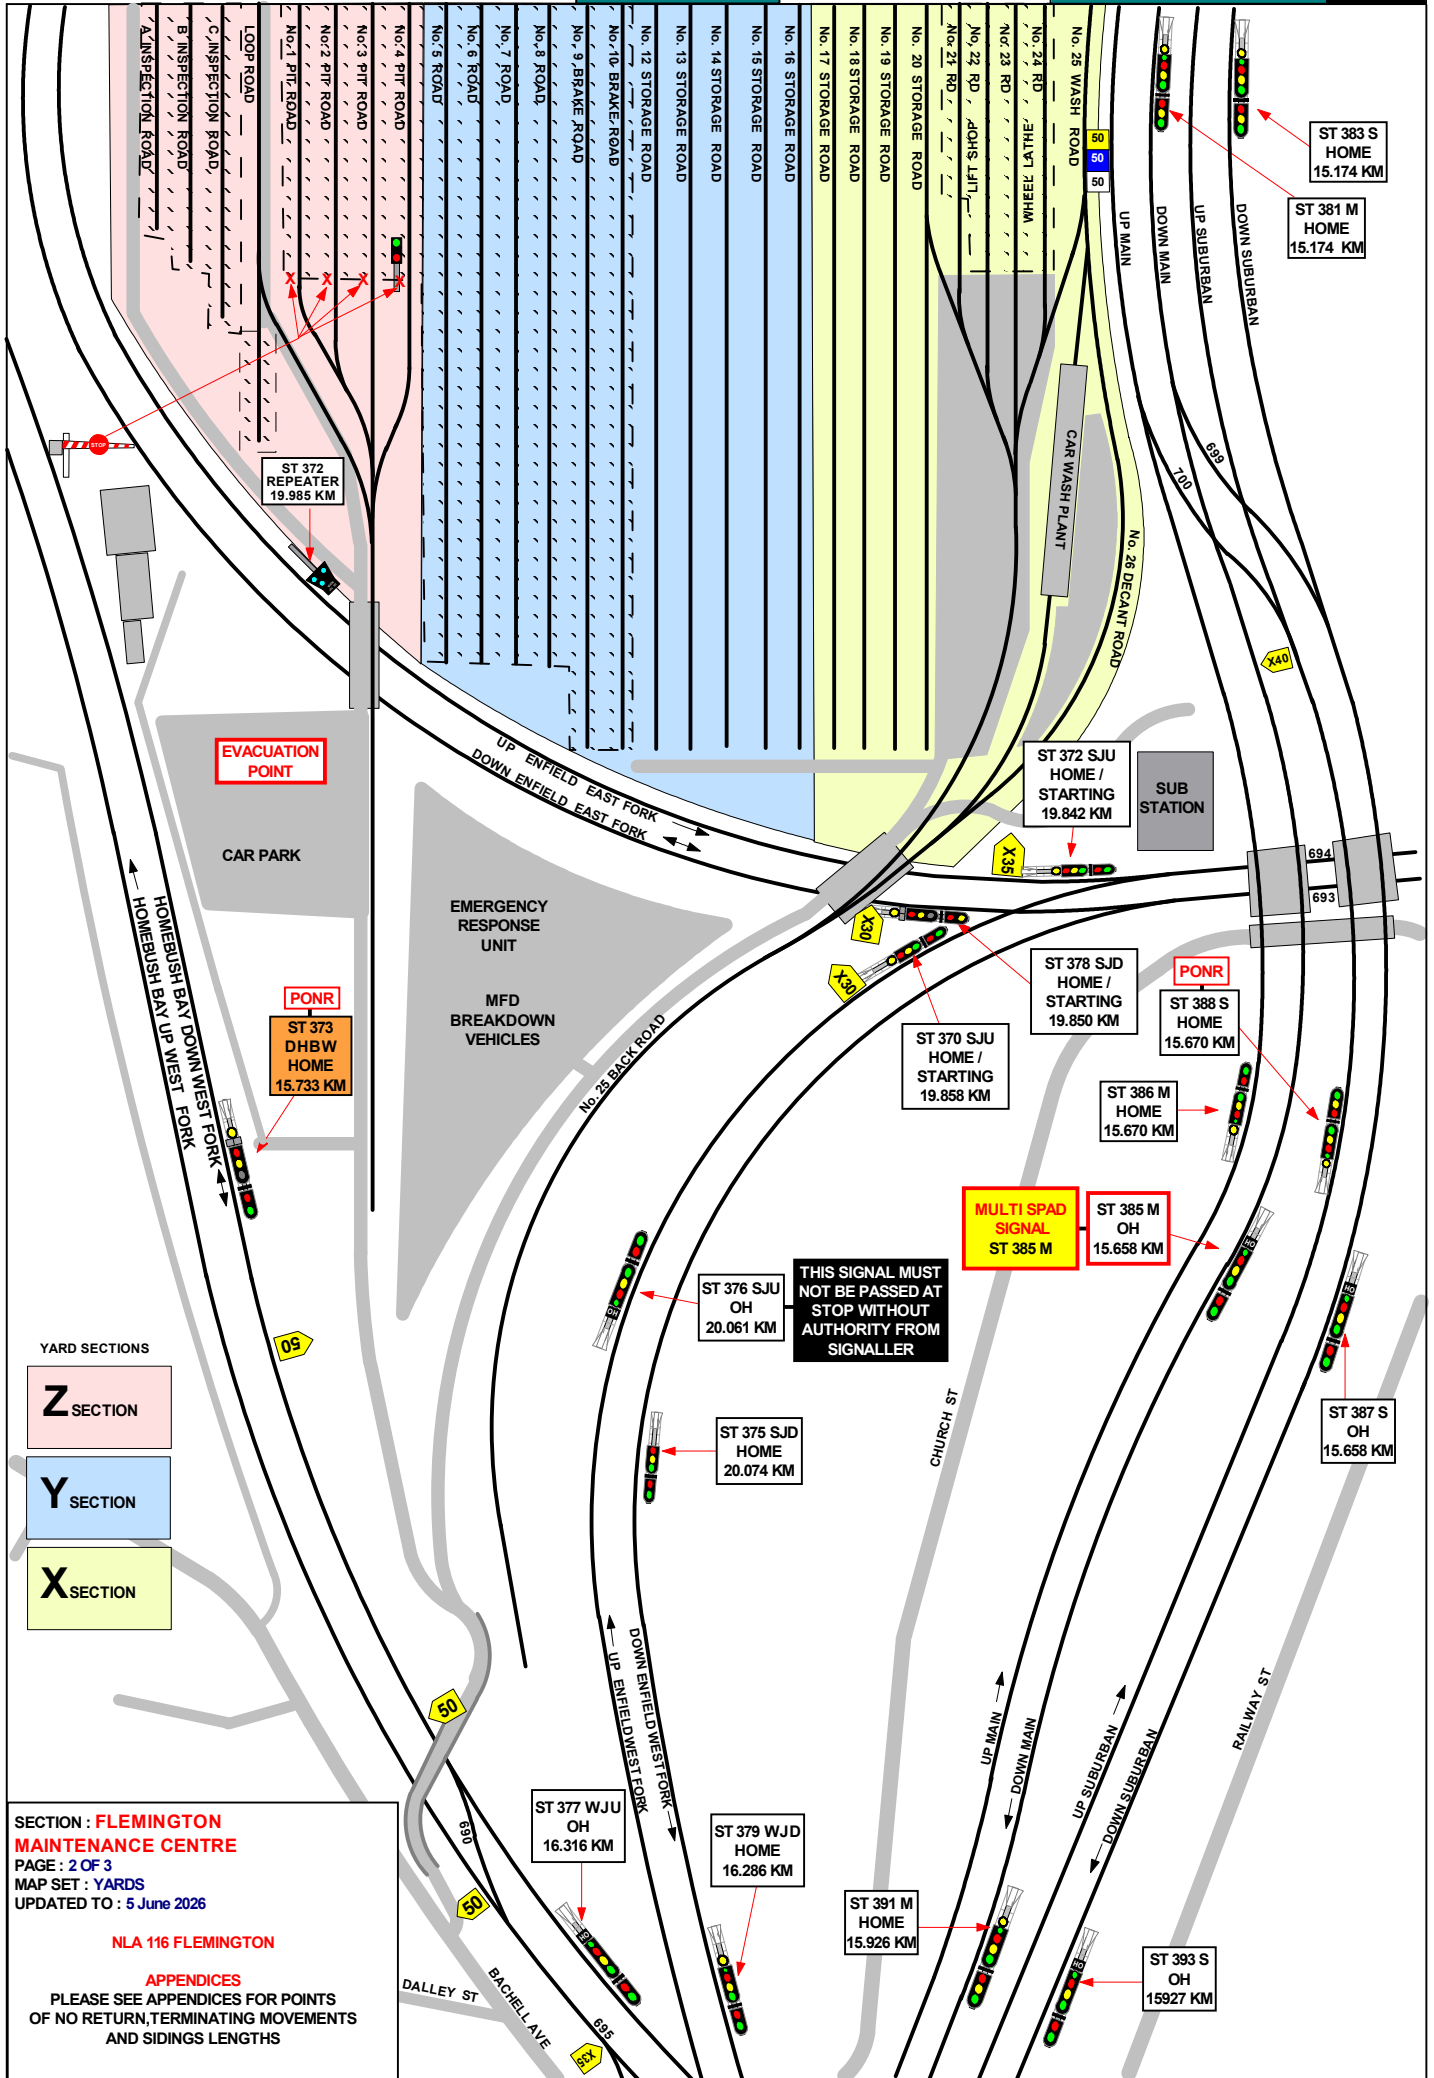 A INSPECTION ROAD
B INSPECTION ROAD
C INSPECTION ROAD
LOOP ROAD
No. 1 PIT ROAD
No. 2 PIT ROAD
No. 3 PIT ROAD
No. 4 PIT ROAD
No. 5 ROAD
No. 6 ROAD
No. 7 ROAD
No. 8 ROAD
No. 9 BRAKE ROAD
No. 10 BRAKE ROAD
No. 12 STORAGE ROAD
No. 13 STORAGE ROAD
No. 14 STORAGE ROAD
No. 15 STORAGE ROAD
No. 16 STORAGE ROAD
No. 17 STORAGE ROAD
No. 18 STORAGE ROAD
No. 19 STORAGE ROAD
No. 20 STORAGE ROAD
No. 21 RD
No. 22 RD LIFT SHOP
No. 23 RD
No. 24 RD WHEEL LATHE
No. 25 WASH ROAD
50
50
50
UP MAIN
DOWN MAIN
UP SUBURBAN
DOWN SUBURBAN
ST 383 S
HOME
15.174 KM
ST 381 M
HOME
15.174 KM
X
X
X
X
STOP
ST 372
REPEATER
19.985 KM
CAR WASH PLANT
No. 26 DECANT ROAD
699
700
X40
EVACUATION
POINT
CAR PARK
UP ENFIELD EAST FORK
DOWN ENFIELD EAST FORK
ST 372 SJU
HOME /
STARTING
19.842 KM
SUB
STATION
X35
694
693
X30
X30
EMERGENCY
RESPONSE
UNIT
MFD
BREAKDOWN
VEHICLES
ST 378 SJD
HOME /
STARTING
19.850 KM
PONR
ST 388 S
HOME
15.670 KM
ST 370 SJU
HOME /
STARTING
19.858 KM
ST 386 M
HOME
15.670 KM
HOMEBUSH BAY DOWN WEST FORK
HOMEBUSH BAY UP WEST FORK
PONR
ST 373
DHBW
HOME
15.733 KM
No. 25 BACK ROAD
MULTI SPAD
SIGNAL
ST 385 M
ST 385 M
OH
15.658 KM
HO
HO
ST 376 SJU
OH
20.061 KM
THIS SIGNAL MUST
NOT BE PASSED AT
STOP WITHOUT
AUTHORITY FROM
SIGNALLER
OH
50
YARD SECTIONS
Z SECTION
Y SECTION
X SECTION
ST 375 SJD
HOME
20.074 KM
ST 387 S
OH
15.658 KM
CHURCH ST
RAILWAY ST
UP ENFIELD WEST FORK
DOWN ENFIELD WEST FORK
UP MAIN
DOWN MAIN
UP SUBURBAN
DOWN SUBURBAN
50
690
50
ST 377 WJU
OH
16.316 KM
ST 379 WJD
HOME
16.286 KM
ST 391 M
HOME
15.926 KM
ST 393 S
OH
15927 KM
HO
HO
DALLEY ST
BACHELL AVE
695
X35
SECTION : FLEMINGTON
MAINTENANCE CENTRE
PAGE : 2 OF 3
MAP SET : YARDS
UPDATED TO : 5 June 2026
NLA 116 FLEMINGTON
APPENDICES
PLEASE SEE APPENDICES FOR POINTS
OF NO RETURN,TERMINATING MOVEMENTS
AND SIDINGS LENGTHS